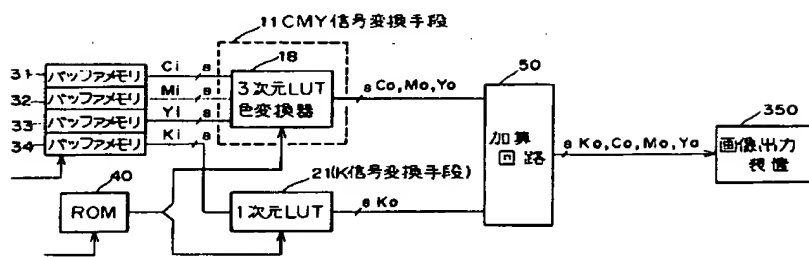 11 CMY信号変換手段
31
バッファメモリ
Ci
8
32
バッファメモリ
Mi
8
33
バッファメモリ
Yi
8
34
バッファメモリ
Ki
8
18
3次元LUT
色変換器
8 Co, Mo, Yo
40
ROM
21(K信号変換手段)
1次元LUT
8 Ko
50
加算
回路
8 Ko, Co, Mo, Yo
350
画像出力
装置